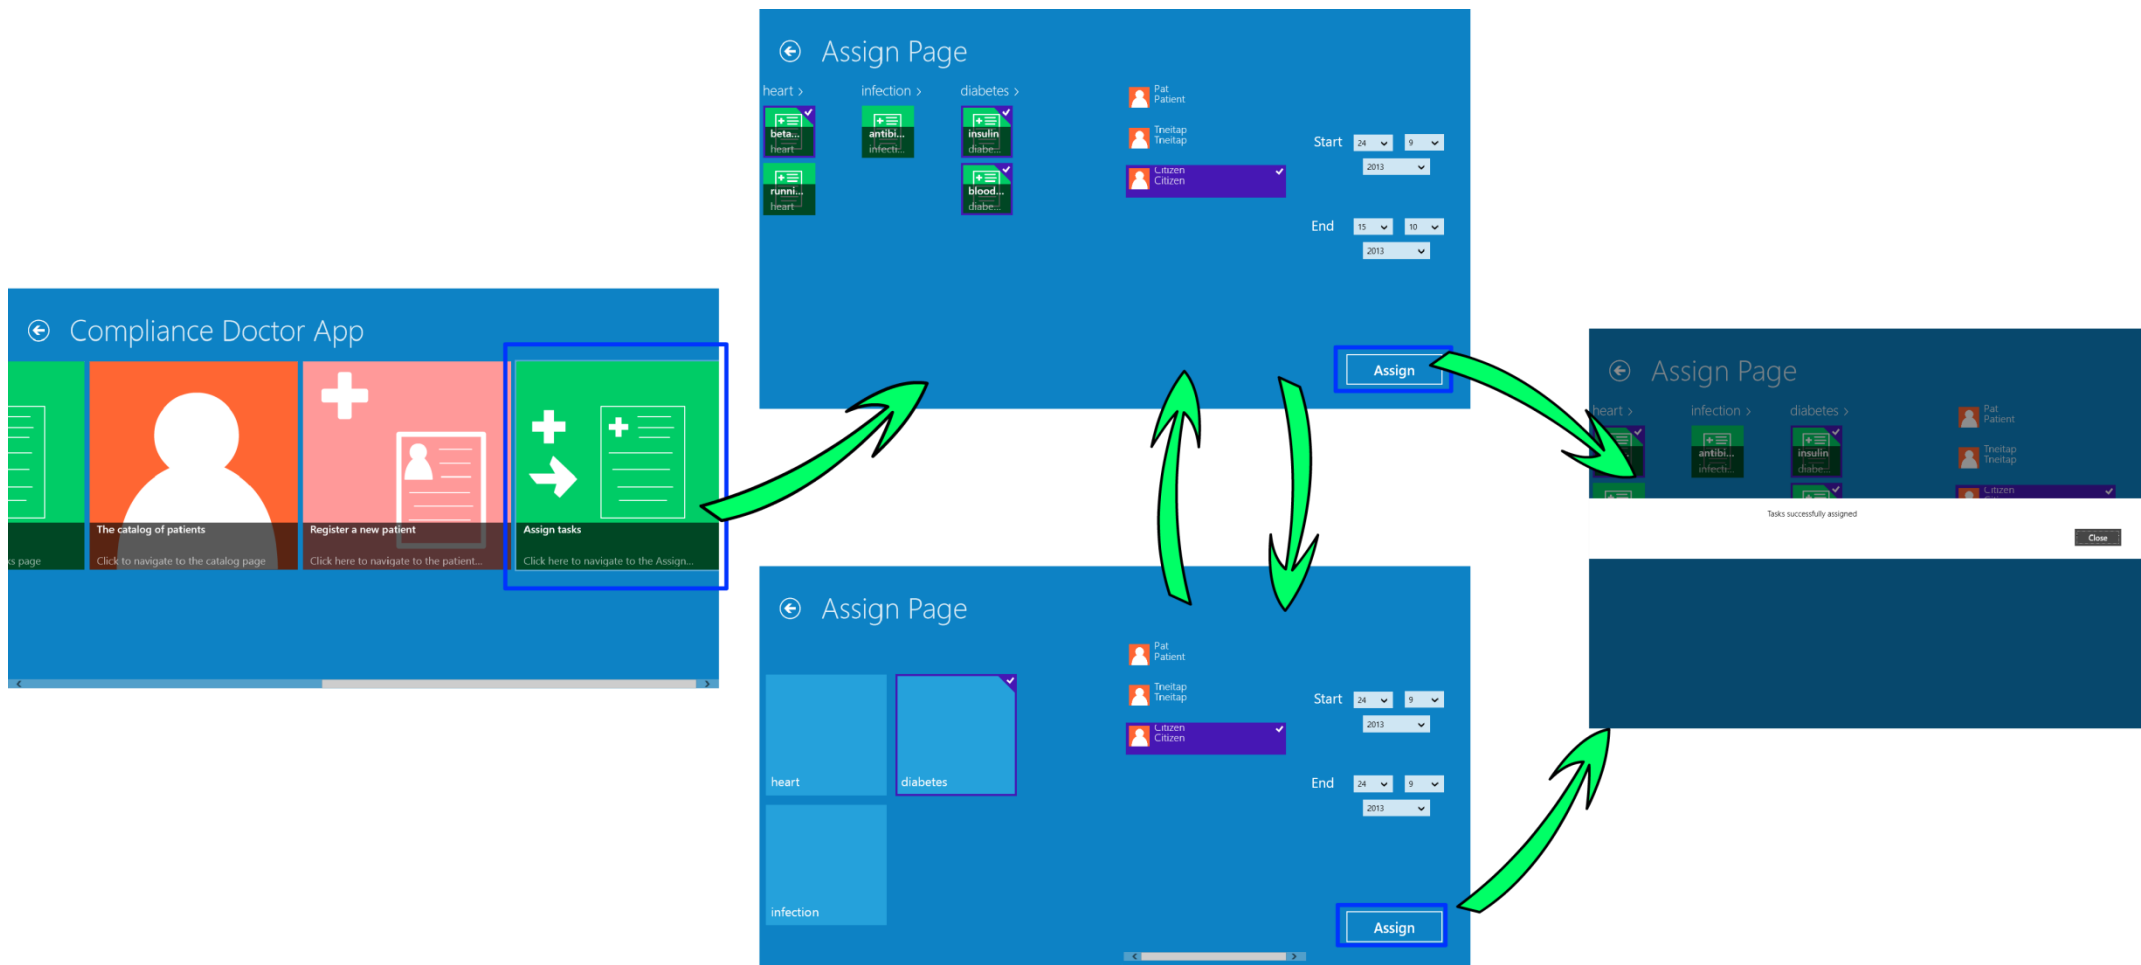 Compliance Doctor App
ks page
The catalog of patients
Click to navigate to the catalog page
Register a new patient
Click here to navigate to the patient...
Assign tasks
Click here to navigate to the Assign...
Assign Page
heart >
infection >
diabetes >
beta...
heart
antibi...
infecti...
insulin
diabe...
runni...
heart
blood...
diabe...
Pat
Patient
Tneitap
Tneitap
Citizen
Citizen
Start 24 9
2013
End 15 10
2013
Assign
Assign Page
heart
diabetes
infection
Pat
Patient
Tneitap
Tneitap
Citizen
Citizen
Start 24 9
2013
End 24 9
2013
Assign
Assign Page
heart >
infection >
diabetes >
antibi...
infecti...
insulin
diabe...
Pat
Patient
Tneitap
Tneitap
Citizen
Tasks successfully assigned
Close